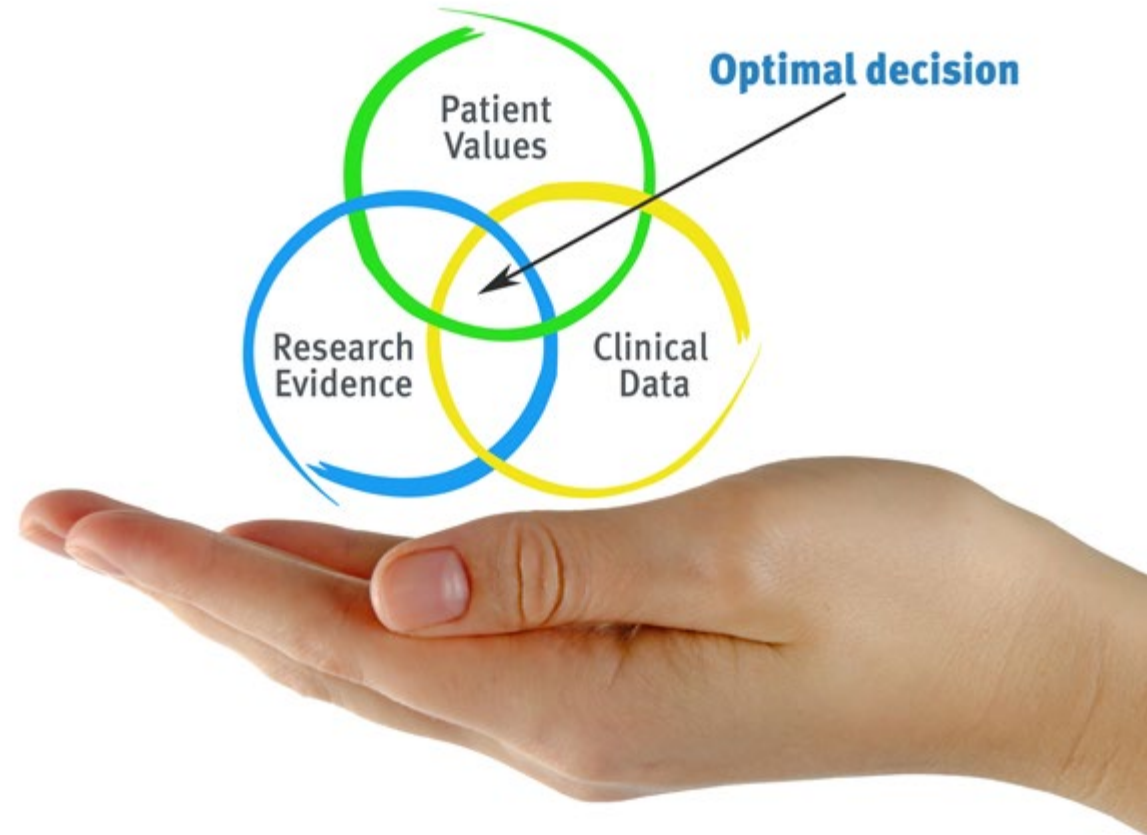 Optimal decision
Patient
Values
Research
Evidence
Clinical
Data